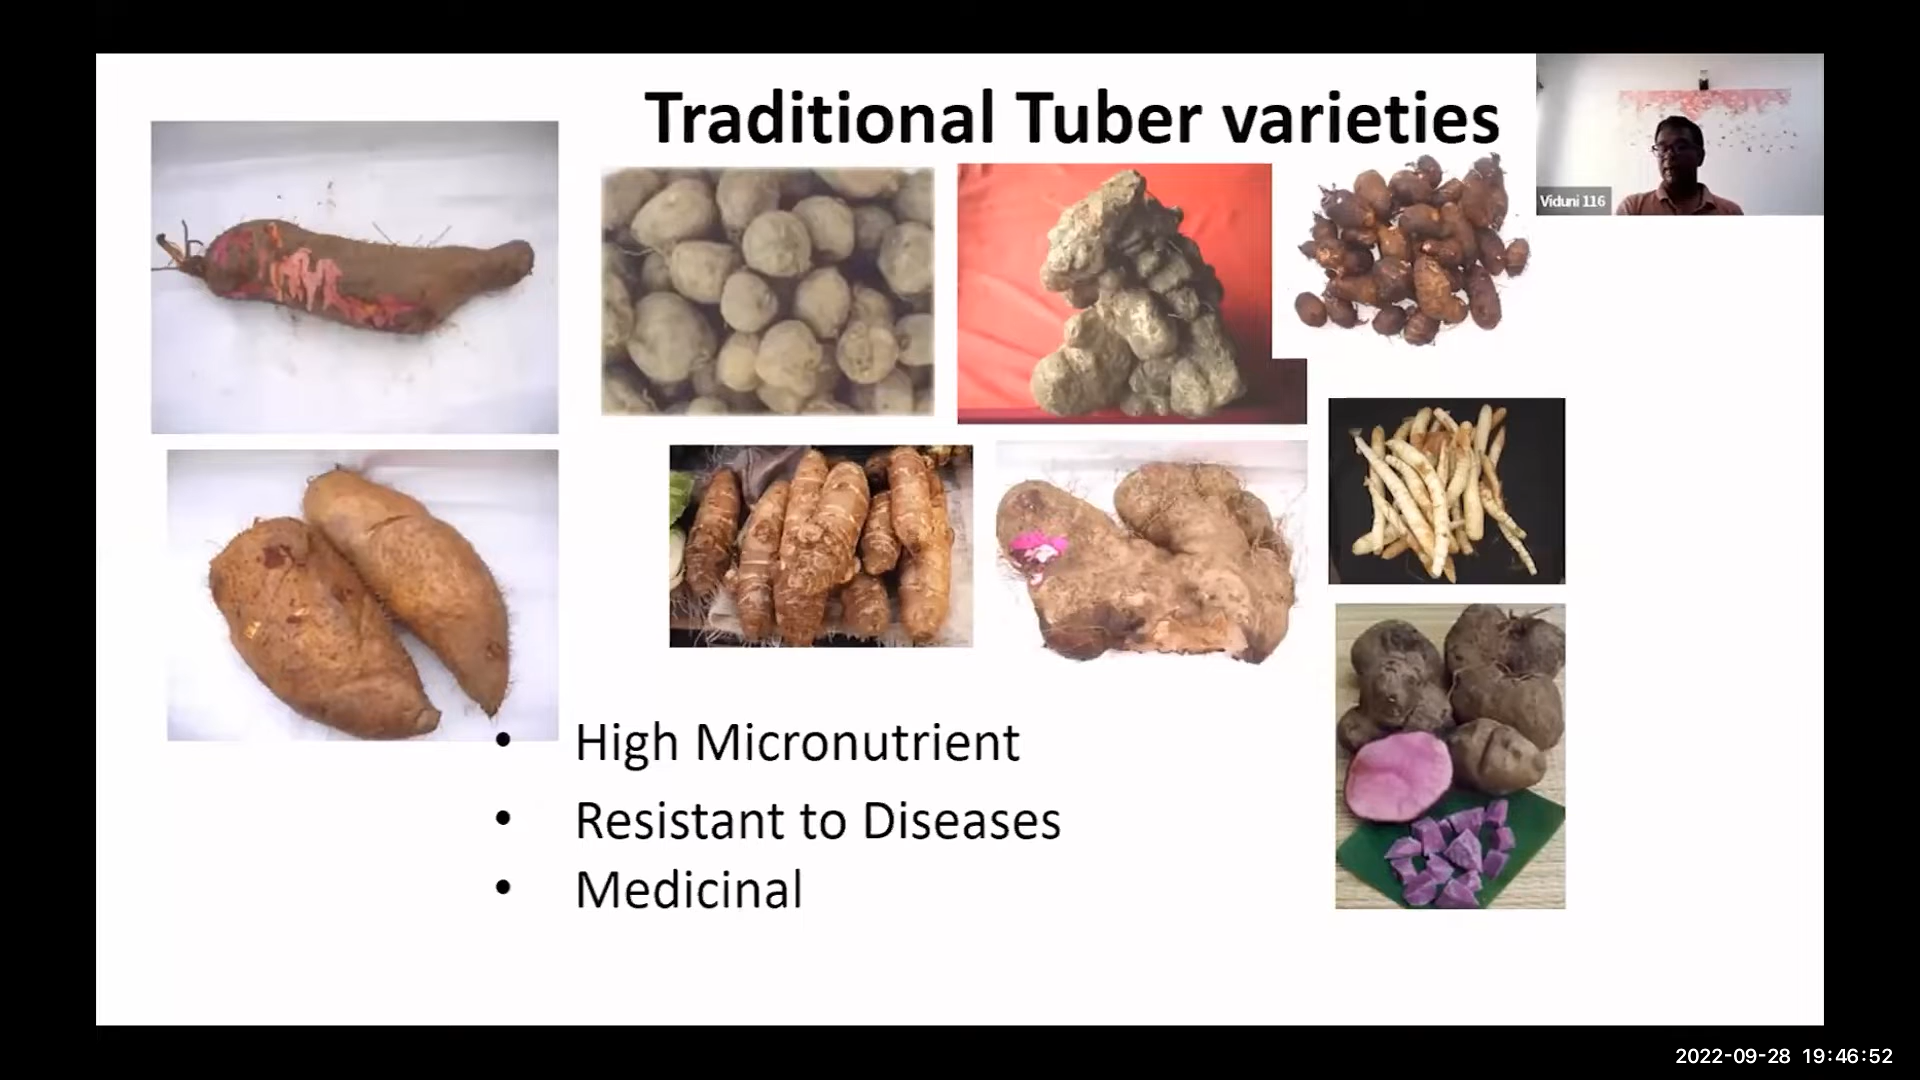 Traditional Tuber varieties
Viduni 116
• High Micronutrient
• Resistant to Diseases
• Medicinal
2022-09-28 19:46:52